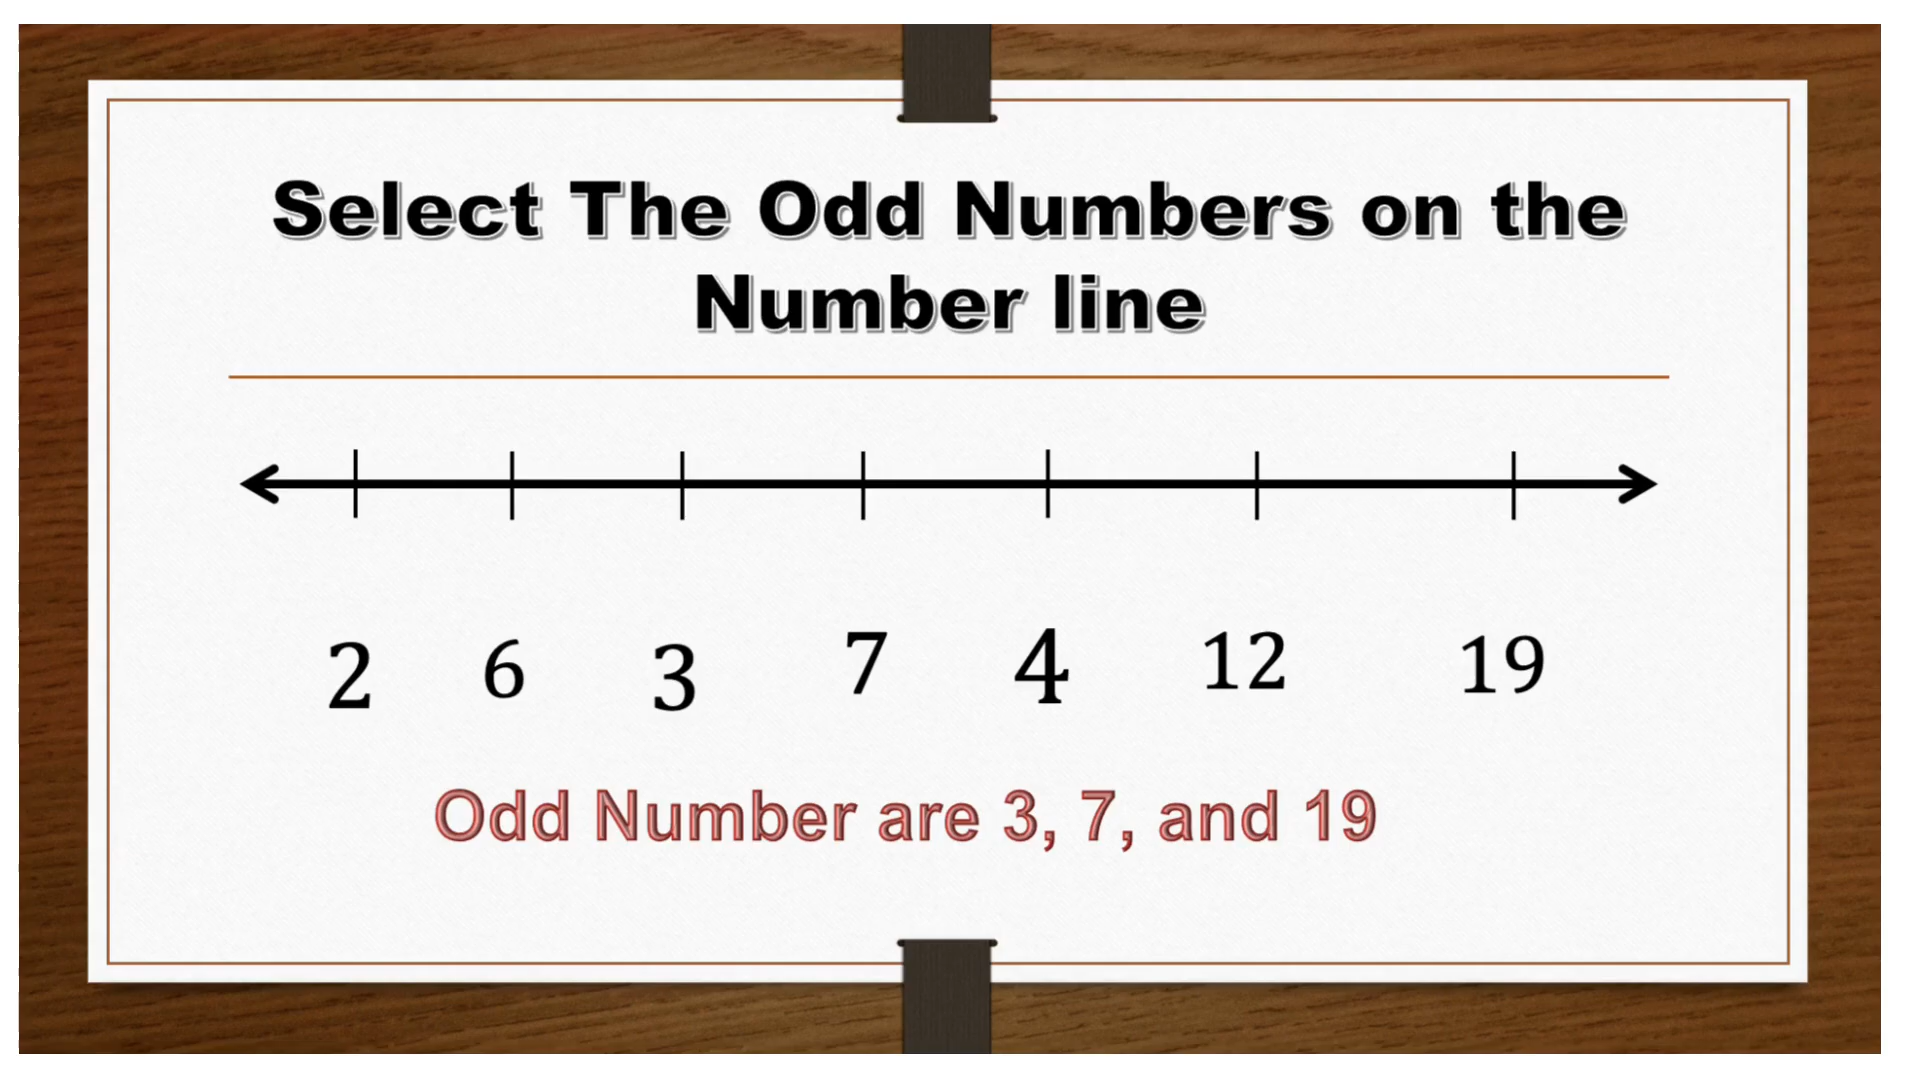 Select The Odd Numbers on the
Number line
2 6 3 7 4 12 19
Odd Number are 3, 7, and 19